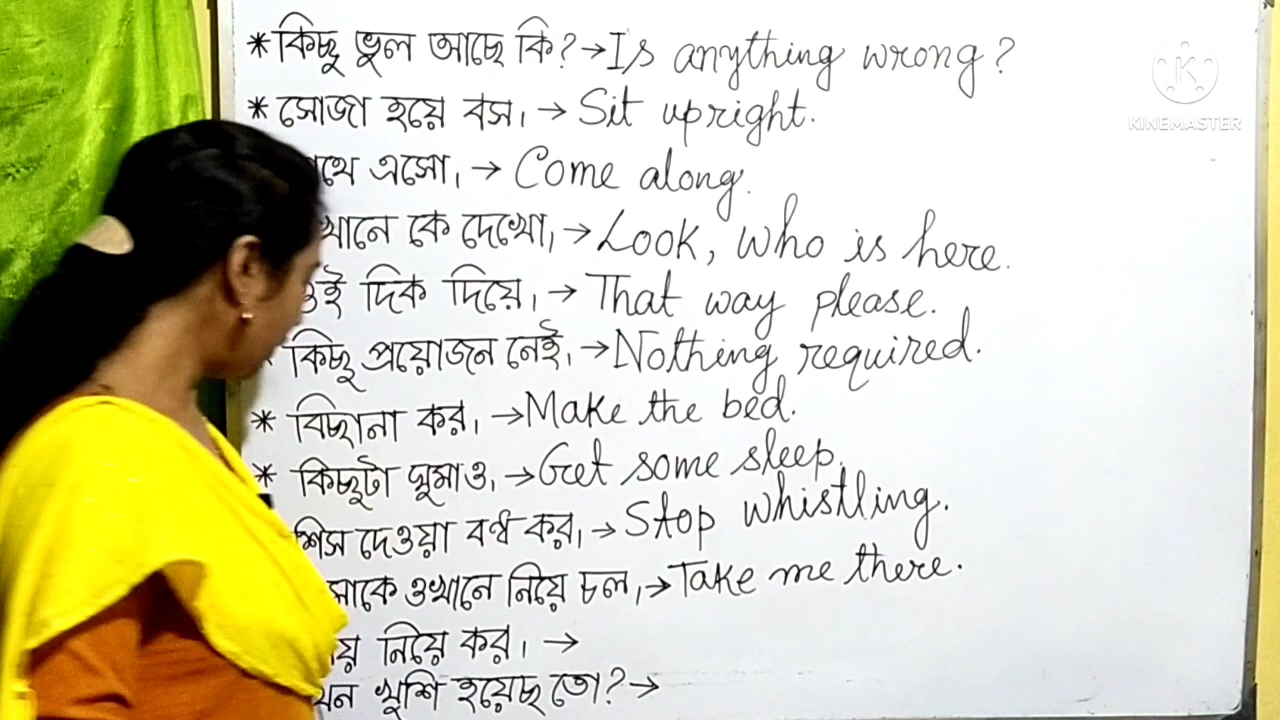 * কিছু ভুল আছে কি? → Is anything wrong?
* সোজা হয়ে বস। → Sit upright.
এসো। → Come along.
কে দেখো। → Look, who is here.
ওই দিক দিয়ে। → That way please.
* কিছু প্রয়োজন নেই। → Nothing required.
* বিছানা কর। → Make the bed.
* কিছুটা ঘুমাও। → Get some sleep.
শিস দেওয়া বন্ধ কর। → Stop whistling.
ওখানে নিয়ে চল। → Take me there.
নিয়ে কর। →
খুশি হয়েছ তো? →
KINEMASTER